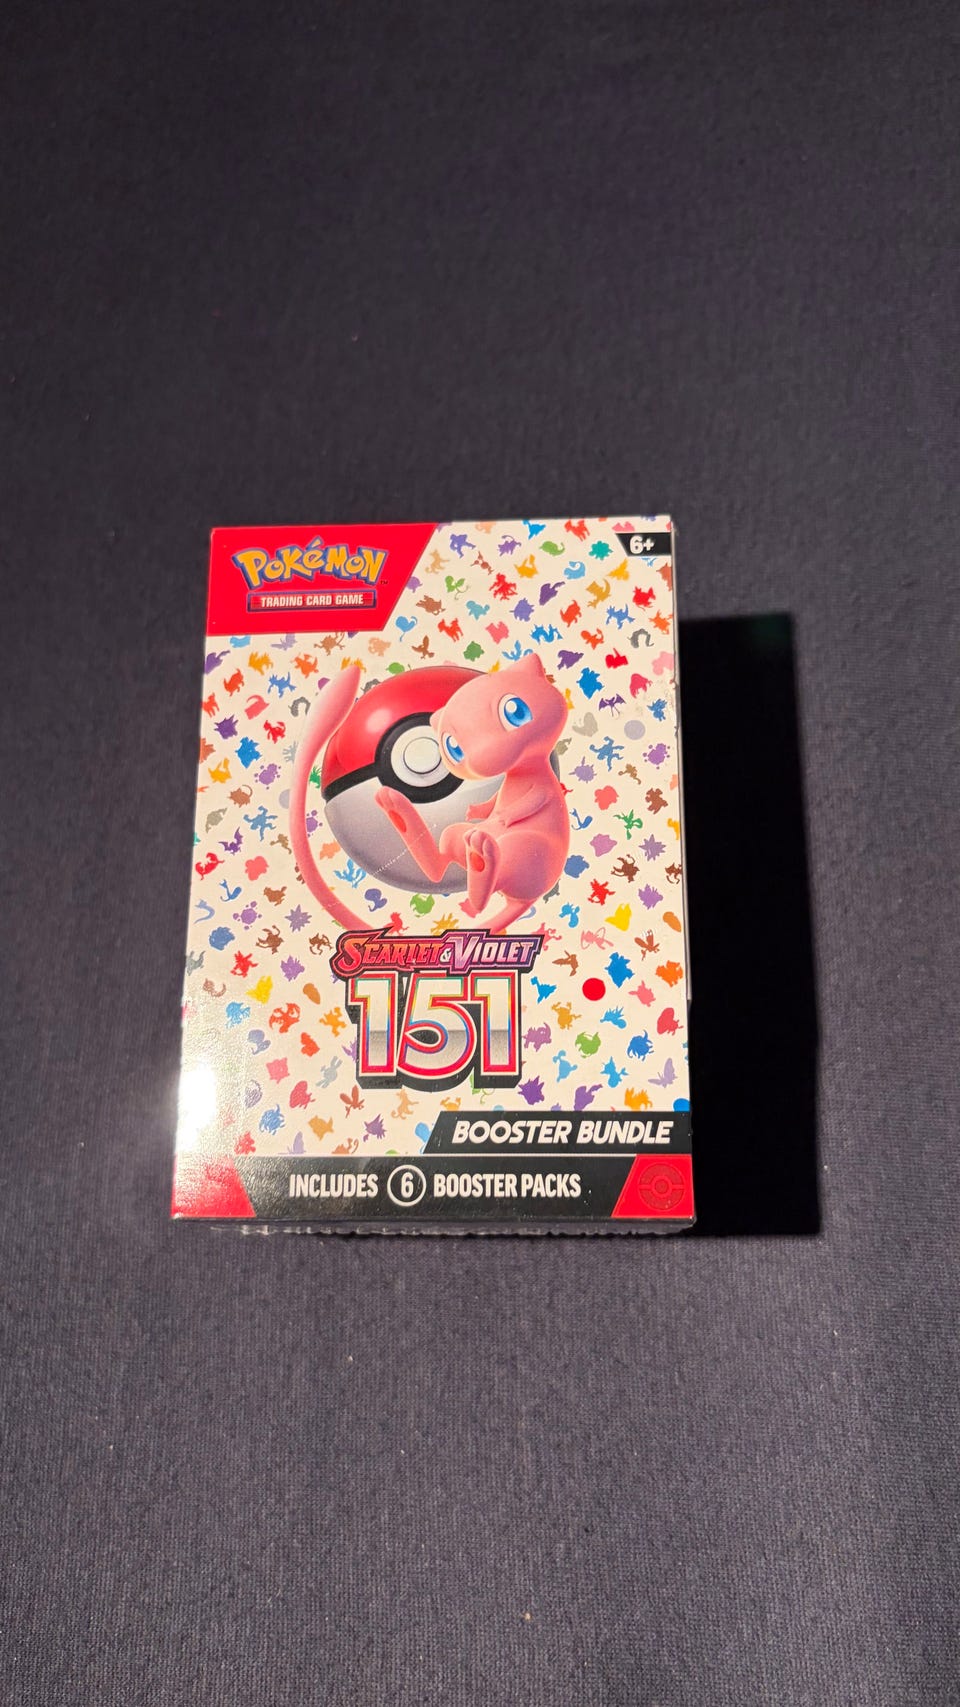 POKéMON
TRADING CARD GAME
6+
SCARLET & VIOLET
151
BOOSTER BUNDLE
INCLUDES 6 BOOSTER PACKS